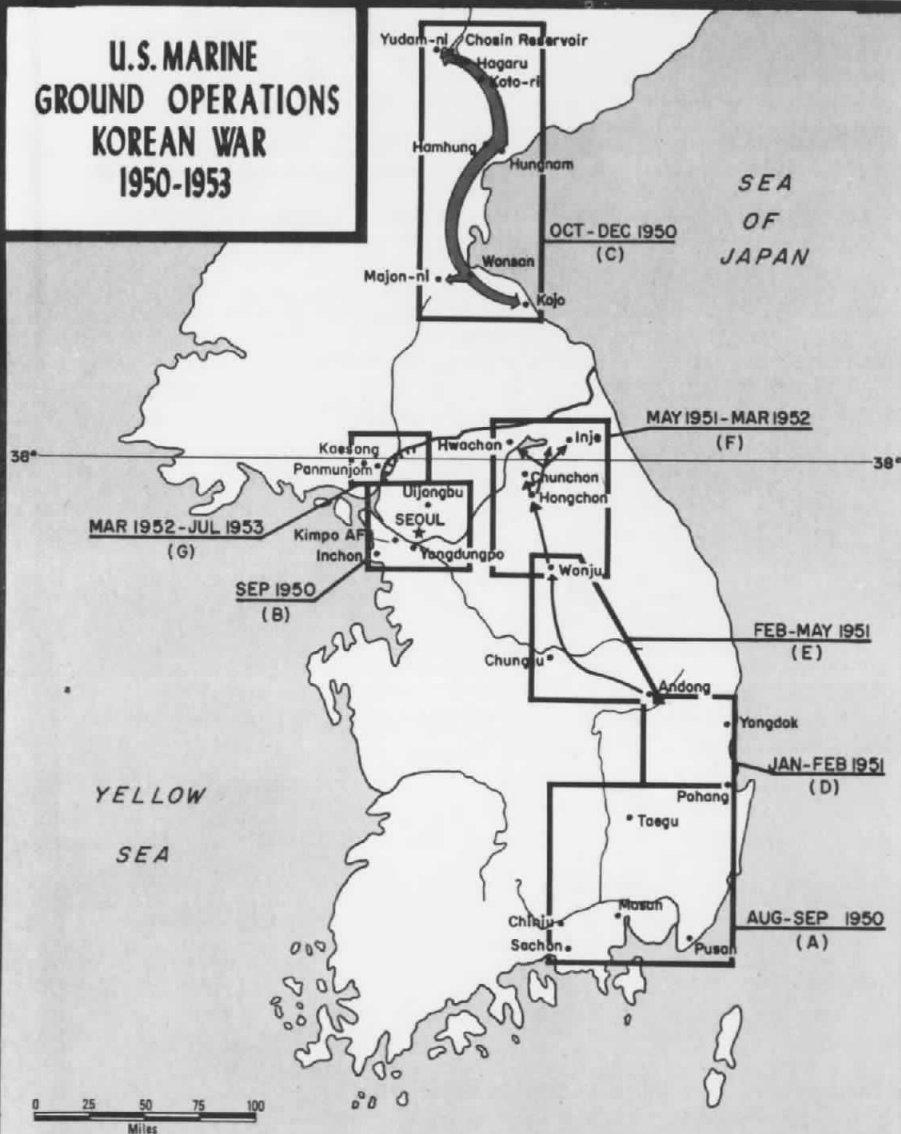 U.S. MARINE
GROUND OPERATIONS
KOREAN WAR
1950-1953
Yudam-ni
Chosin Reservoir
Hagaru
Koto-ri
Hamhung
Hungnam
SEA
OF
JAPAN
OCT-DEC 1950
(C)
Wonsan
Majon-ni
Kojo
MAY 1951-MAR 1952
(F)
38°
38°
Kaesong
Panmunjom
Hwachon
Inje
Chunchon
Hongchon
Uijongbu
SEOUL
MAR 1952-JUL 1953
(G)
Kimpo AF
Inchon
Yongdungpo
SEP 1950
(B)
Wonju
FEB-MAY 1951
(E)
Chungju
Andong
Yongdok
JAN-FEB 1951
(D)
Pohang
YELLOW
SEA
Taegu
Masan
Chinju
Sachon
Pusan
AUG-SEP 1950
(A)
0 25 50 75 100
Miles